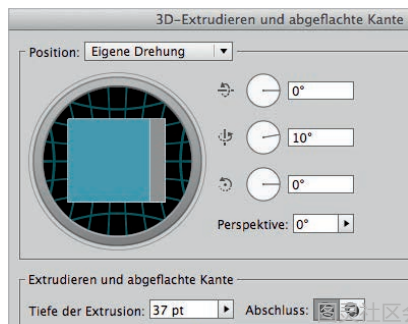 3D-Extrudieren und abgeflachte Kante
Position: Eigene Drehung
0°
10°
0°
Perspektive: 0°
Extrudieren und abgeflachte Kante
Tiefe der Extrusion: 37 pt Abschluss: